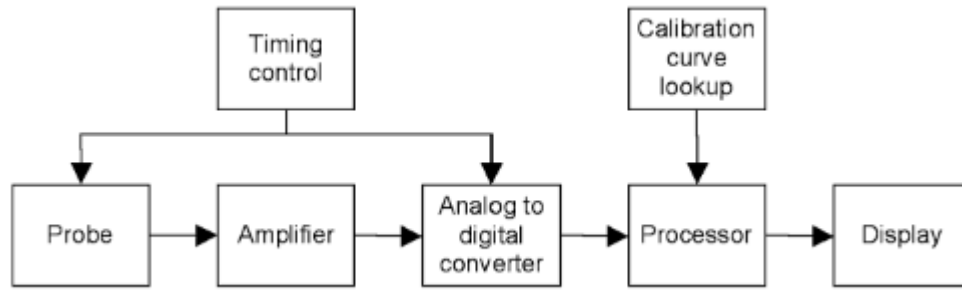 Timing
control
Calibration
curve
lookup
Probe
Amplifier
Analog to
digital
converter
Processor
Display